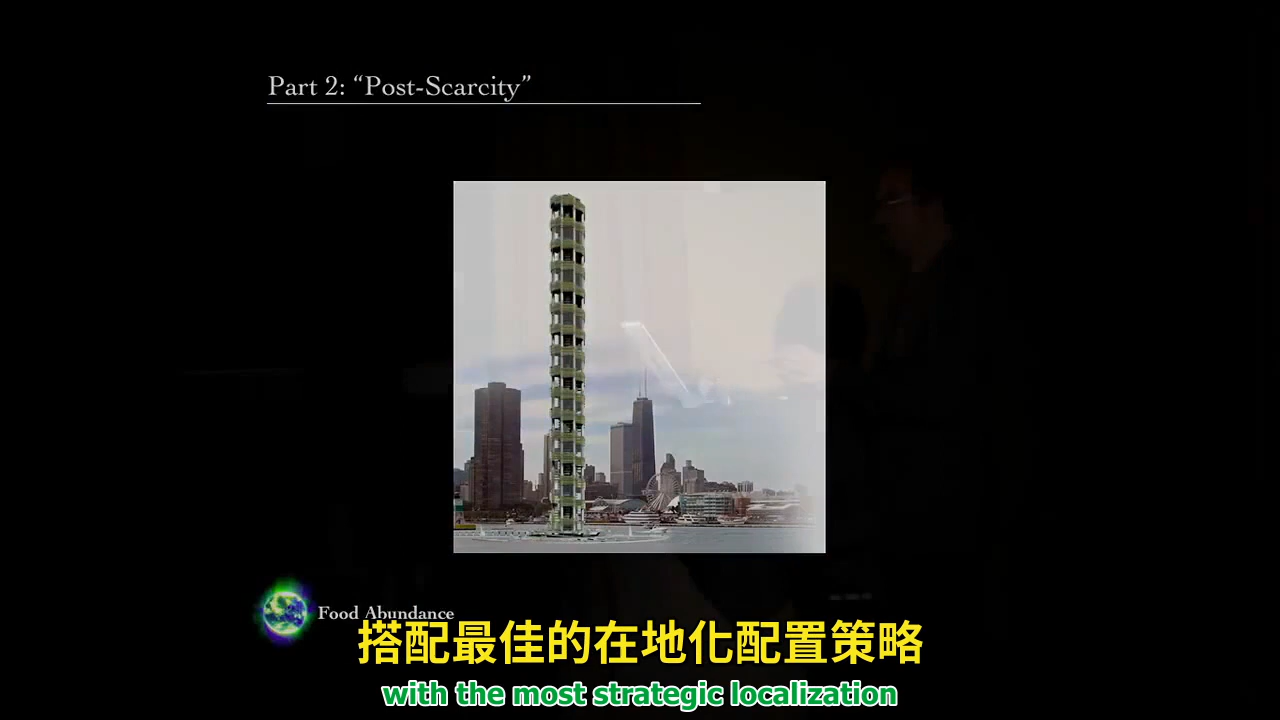 Part 2: “Post-Scarcity”
Food Abundance
搭配最佳的在地化配置策略
with the most strategic localization